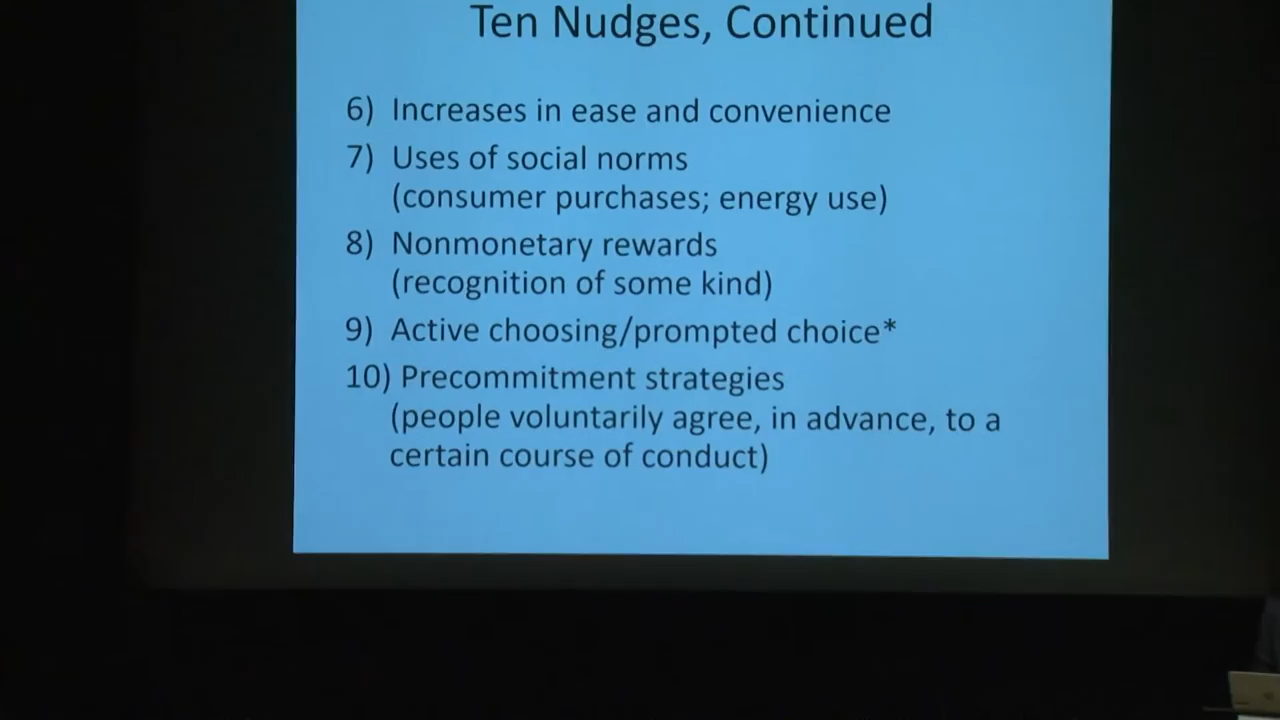 Ten Nudges, Continued
6) Increases in ease and convenience
7) Uses of social norms
(consumer purchases; energy use)
8) Nonmonetary rewards
(recognition of some kind)
9) Active choosing/prompted choice*
10) Precommitment strategies
(people voluntarily agree, in advance, to a
certain course of conduct)